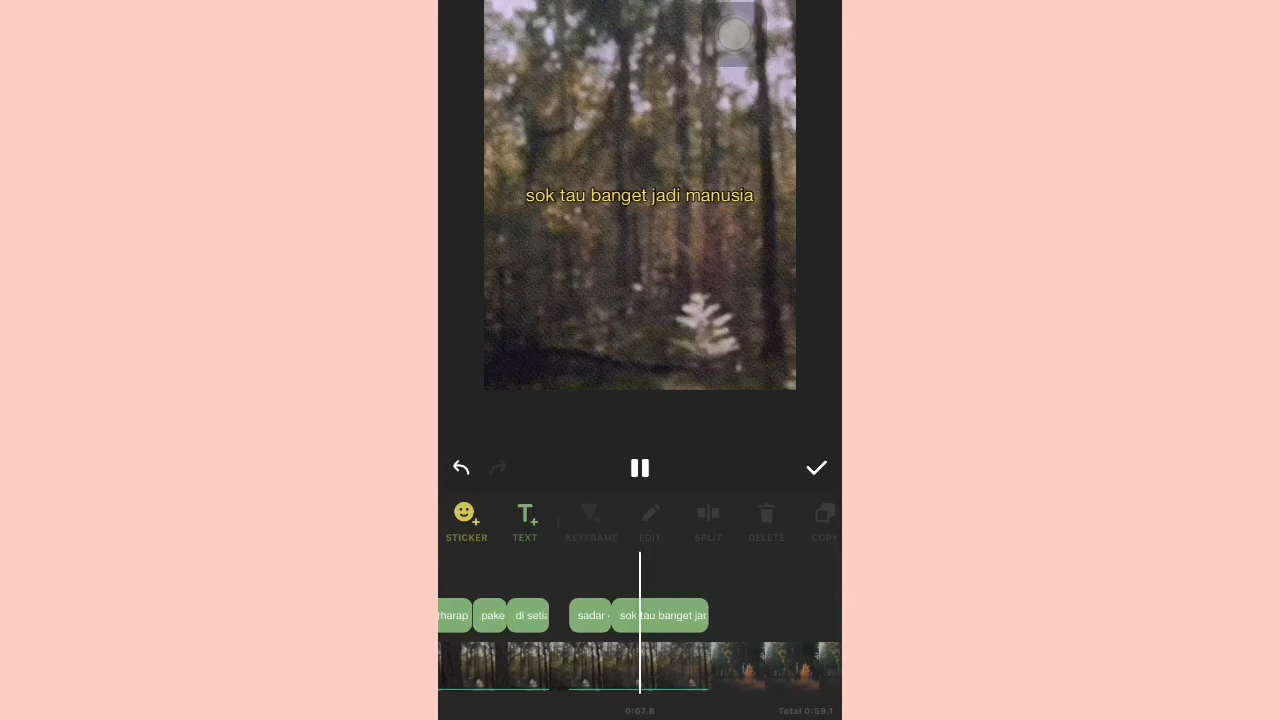 sok tau banget jadi manusia
STICKER
TEXT
KEYFRAME
EDIT
SPLIT
DELETE
COPY
rharap
pake
di setia
sadar
sok tau banget jar
0:07.8
Total 0:59.1